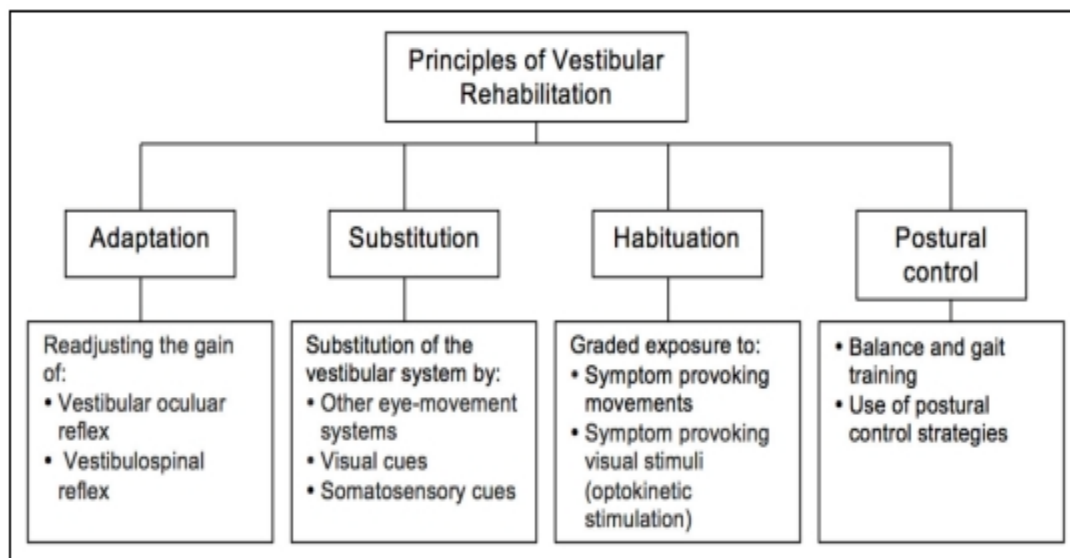 Principles of Vestibular
Rehabilitation
Adaptation
Substitution
Habituation
Postural
control
Readjusting the gain
of:
• Vestibular oculuar
reflex
• Vestibulospinal
reflex
Substitution of the
vestibular system by:
• Other eye-movement
systems
• Visual cues
• Somatosensory cues
Graded exposure to:
• Symptom provoking
movements
• Symptom provoking
visual stimuli
(optokinetic
stimulation)
• Balance and gait
training
• Use of postural
control strategies